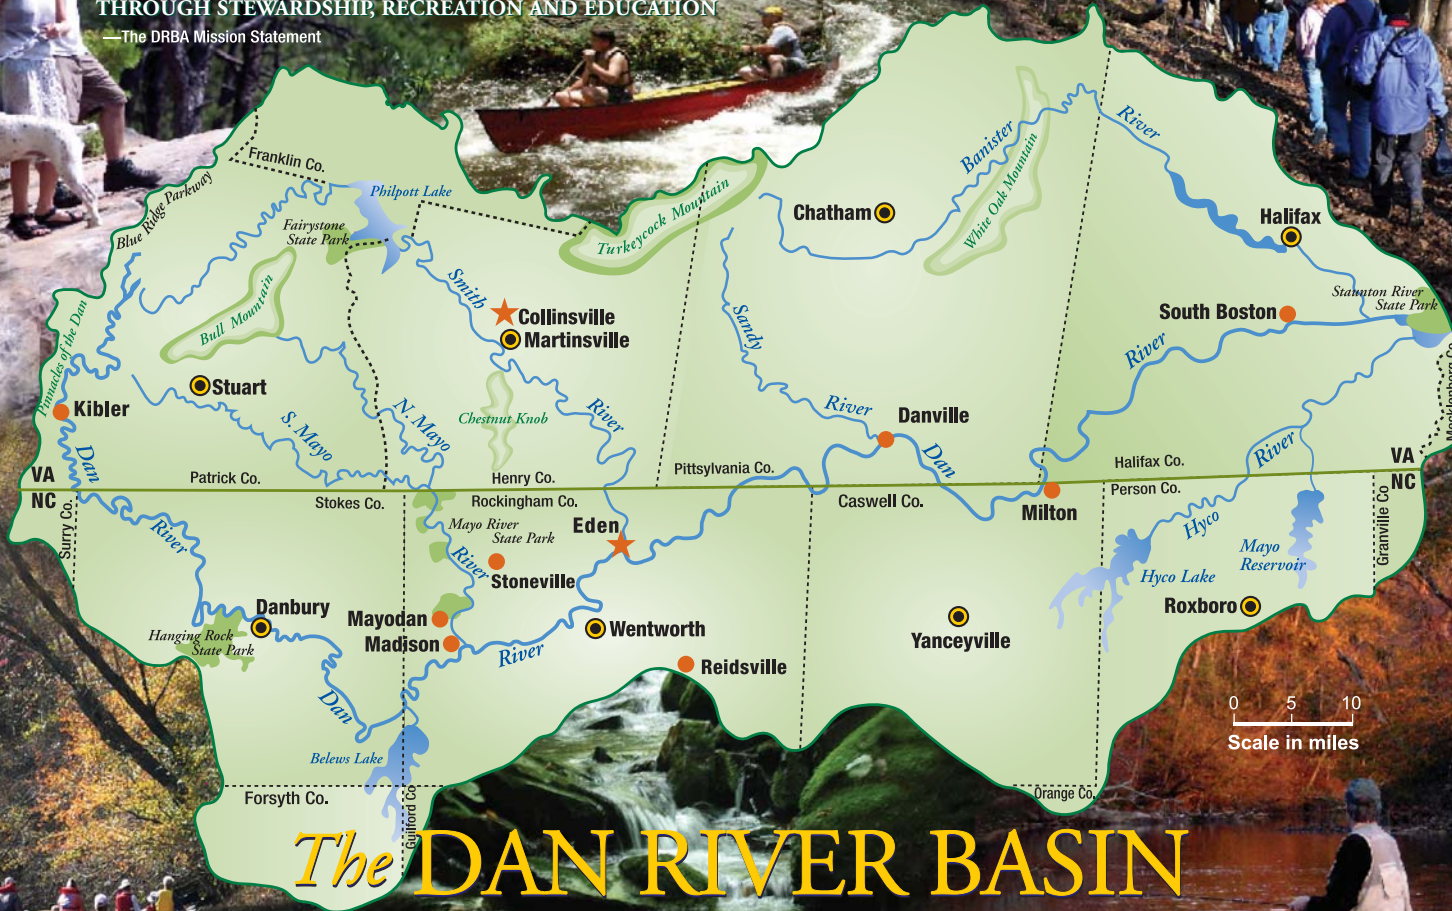 THROUGH STEWARDSHIP, RECREATION AND EDUCATION
—The DRBA Mission Statement
Franklin Co.
Blue Ridge Parkway
Philpott Lake
Fairystone
State Park
Turkeycock Mountain
Banister
River
White Oak Mountain
Chatham
Halifax
Staunton River
State Park
South Boston
River
Smith
Collinsville
Martinsville
Sandy
River
Bull Mountain
Pinnacles of the Dan
Stuart
Kibler
S. Mayo
N. Mayo
Chestnut Knob
River
Danville
Dan
Dan
River
VA
NC
Patrick Co.
Stokes Co.
Henry Co.
Rockingham Co.
Pittsylvania Co.
Caswell Co.
Halifax Co.
Person Co.
VA
NC
Surry Co.
Granville Co
River
Mayo River
State Park
River
Eden
Stoneville
Milton
Hyco
Hyco Lake
Mayo
Reservoir
Roxboro
Danbury
Hanging Rock
State Park
Mayodan
Madison
Wentworth
River
Reidsville
Yanceyville
Dan
Belews Lake
Forsyth Co.
Guilford Co
Orange Co.
0 5 10
Scale in miles
The DAN RIVER BASIN